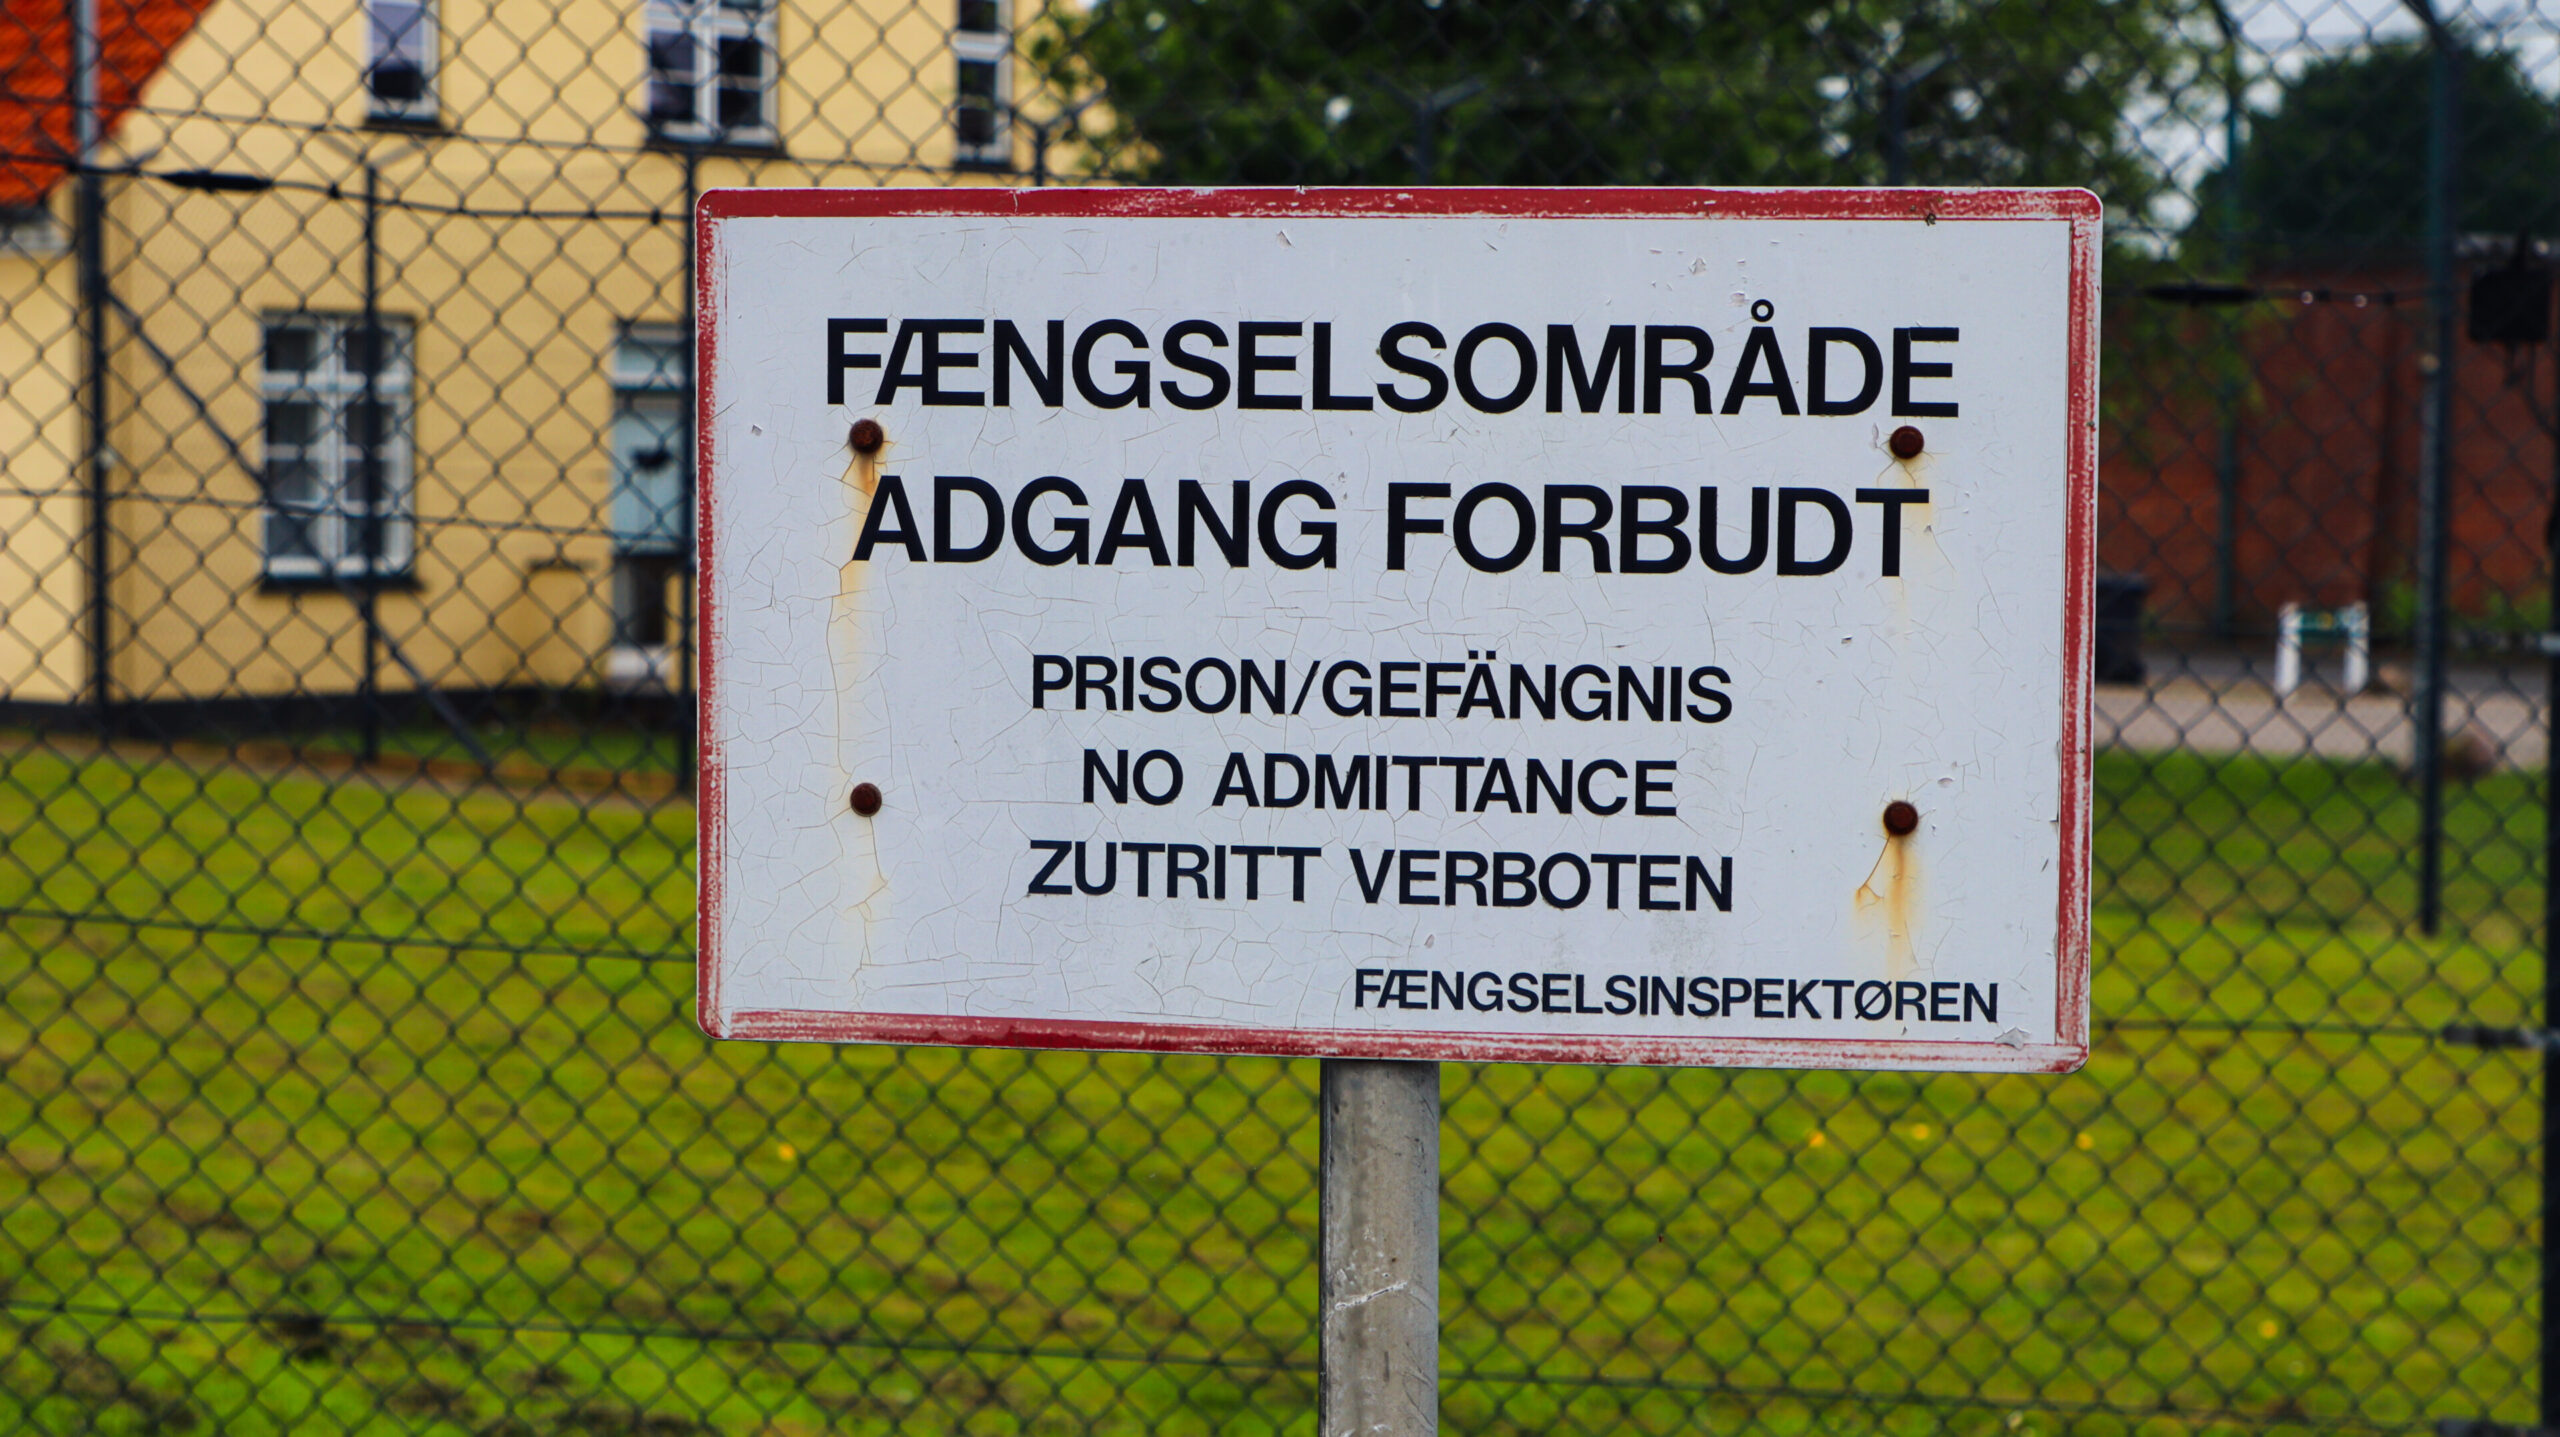 FÆNGSELSOMRÅDE
ADGANG FORBUDT
PRISON/GEFÄNGNIS
NO ADMITTANCE
ZUTRITT VERBOTEN
FÆNGSELSINSPEKTØREN